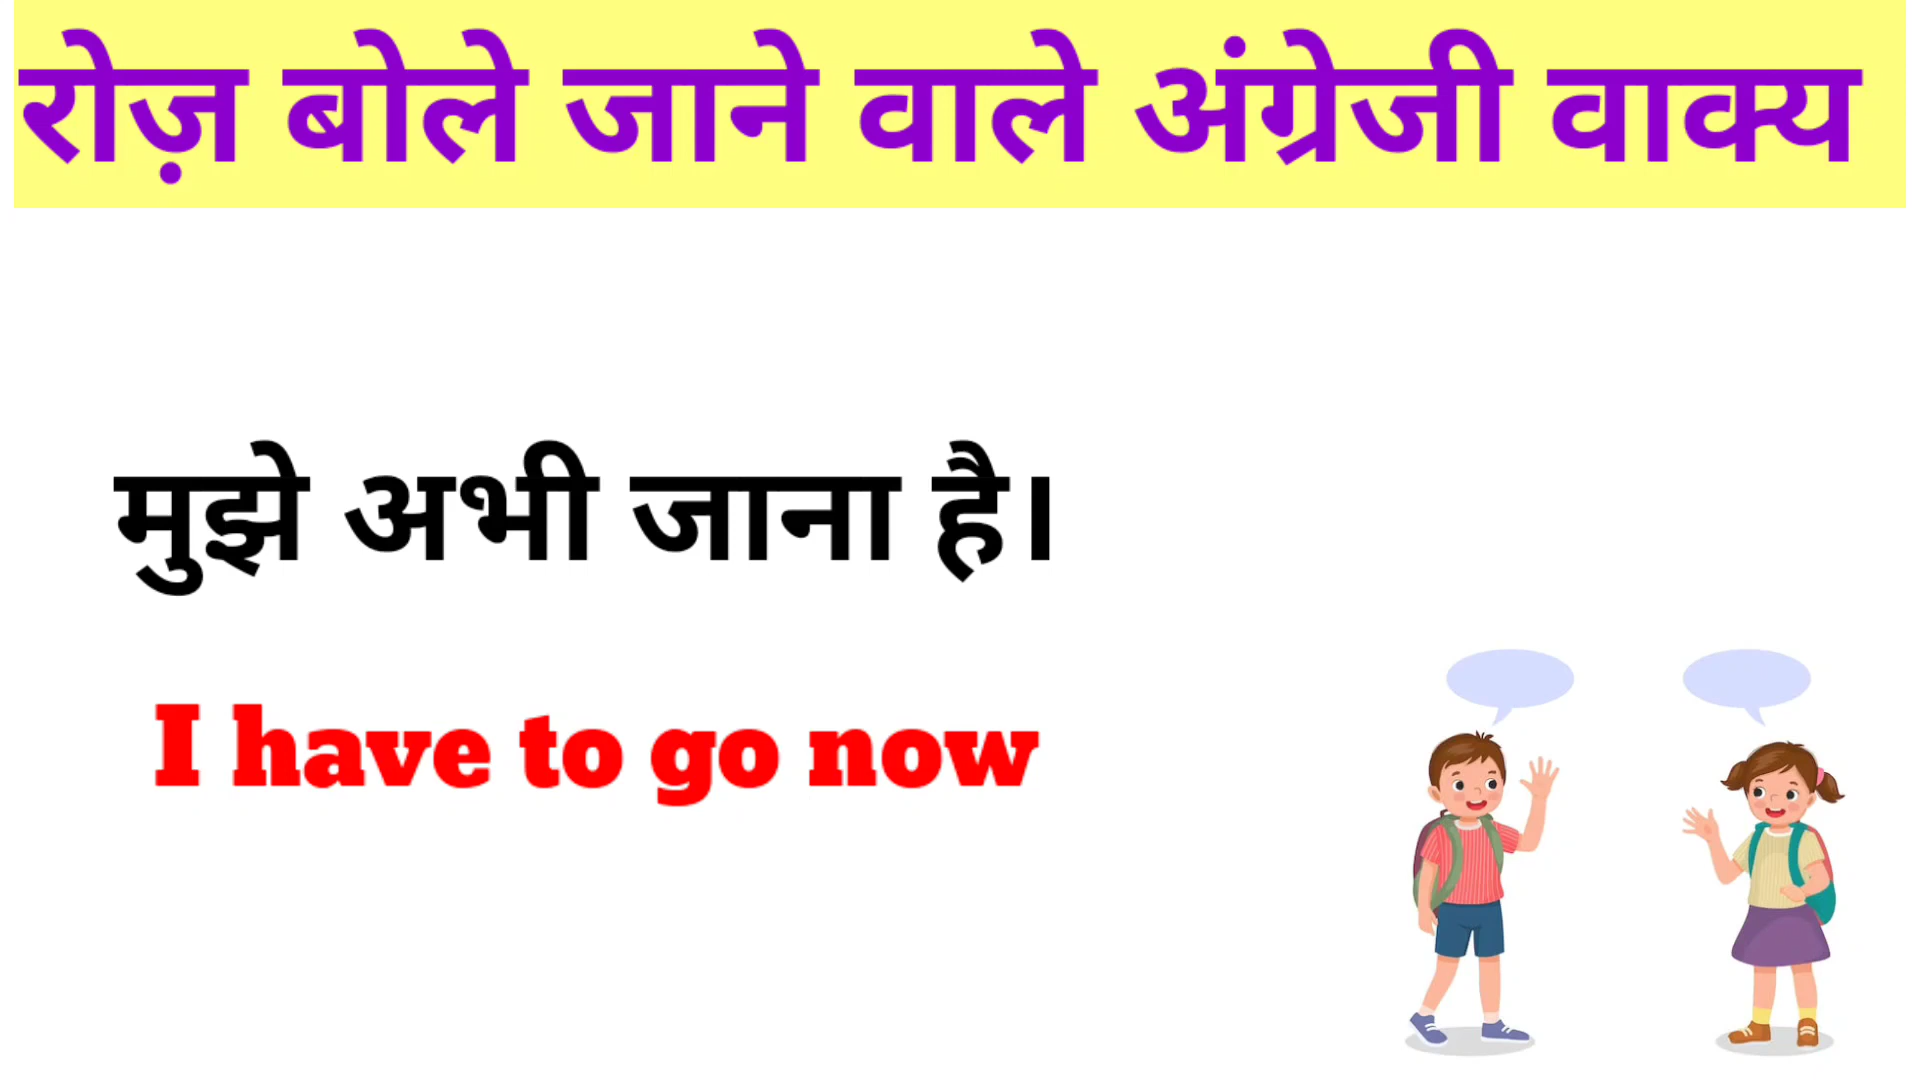 रोज़ बोले जाने वाले अंग्रेजी वाक्य
मुझे अभी जाना है।
I have to go now